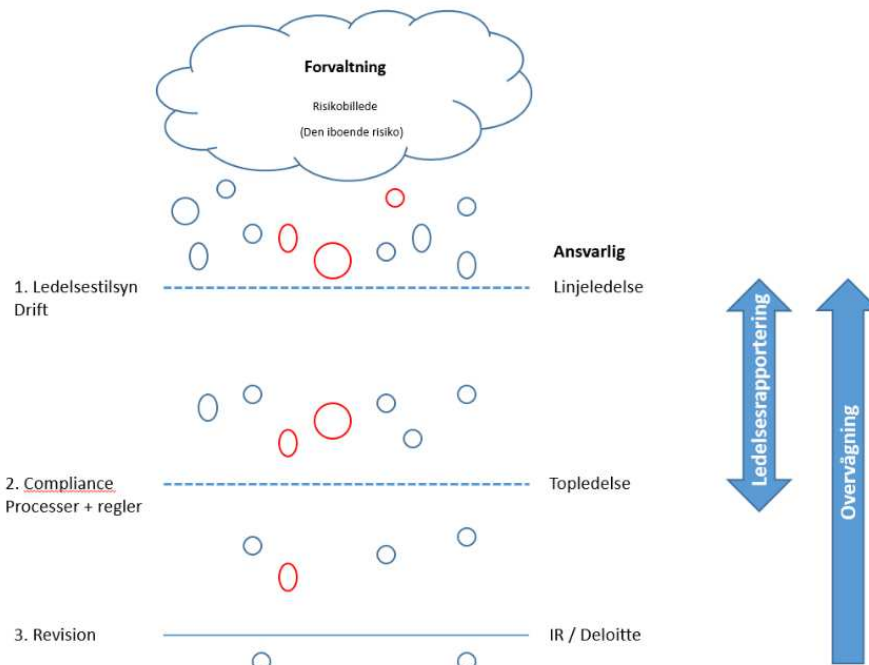 Forvaltning
Risikobillede
(Den iboende risiko)
Ansvarlig
1. Ledelsestilsyn
Drift
Linjeledelse
2. Compliance
Processer + regler
Topledelse
3. Revision
IR / Deloitte
Ledelsesrapportering
Overvågning